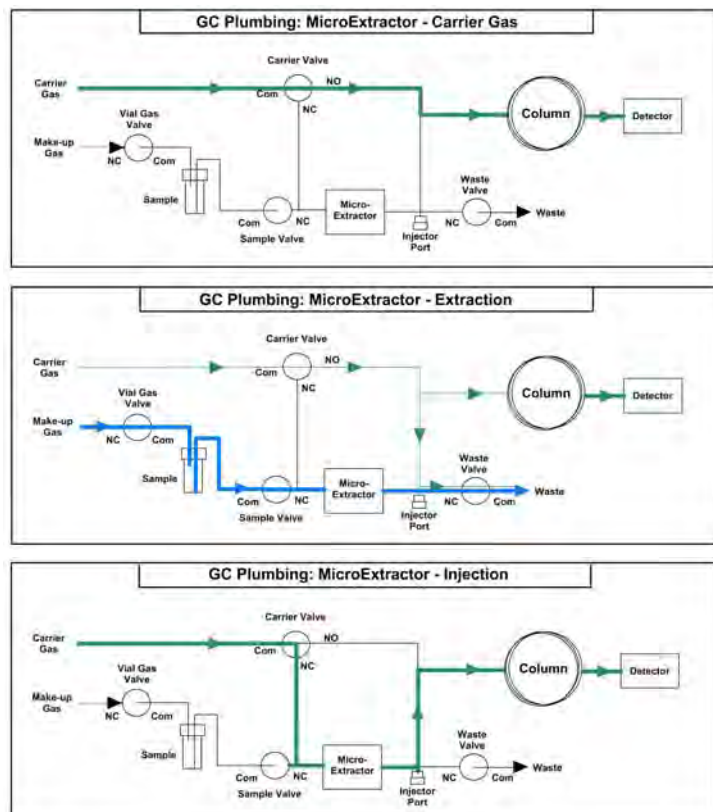 GC Plumbing: MicroExtractor - Carrier Gas
Carrier Valve
Carrier
Gas
Com
NO
NC
Column
Detector
Vial Gas
Valve
Make-up
Gas
NC
Com
Sample
Com
NC
Sample Valve
Micro-
Extractor
Injector
Port
Waste
Valve
NC
Com
Waste
GC Plumbing: MicroExtractor - Extraction
Carrier Valve
Carrier
Gas
Com
NO
NC
Column
Detector
Vial Gas
Valve
Make-up
Gas
NC
Com
Sample
Com
NC
Sample Valve
Micro-
Extractor
Injector
Port
Waste
Valve
NC
Com
Waste
GC Plumbing: MicroExtractor - Injection
Carrier Valve
Carrier
Gas
Com
NO
NC
Column
Detector
Vial Gas
Valve
Make-up
Gas
NC
Com
Sample
Com
NC
Sample Valve
Micro-
Extractor
Injector
Port
Waste
Valve
NC
Com
Waste